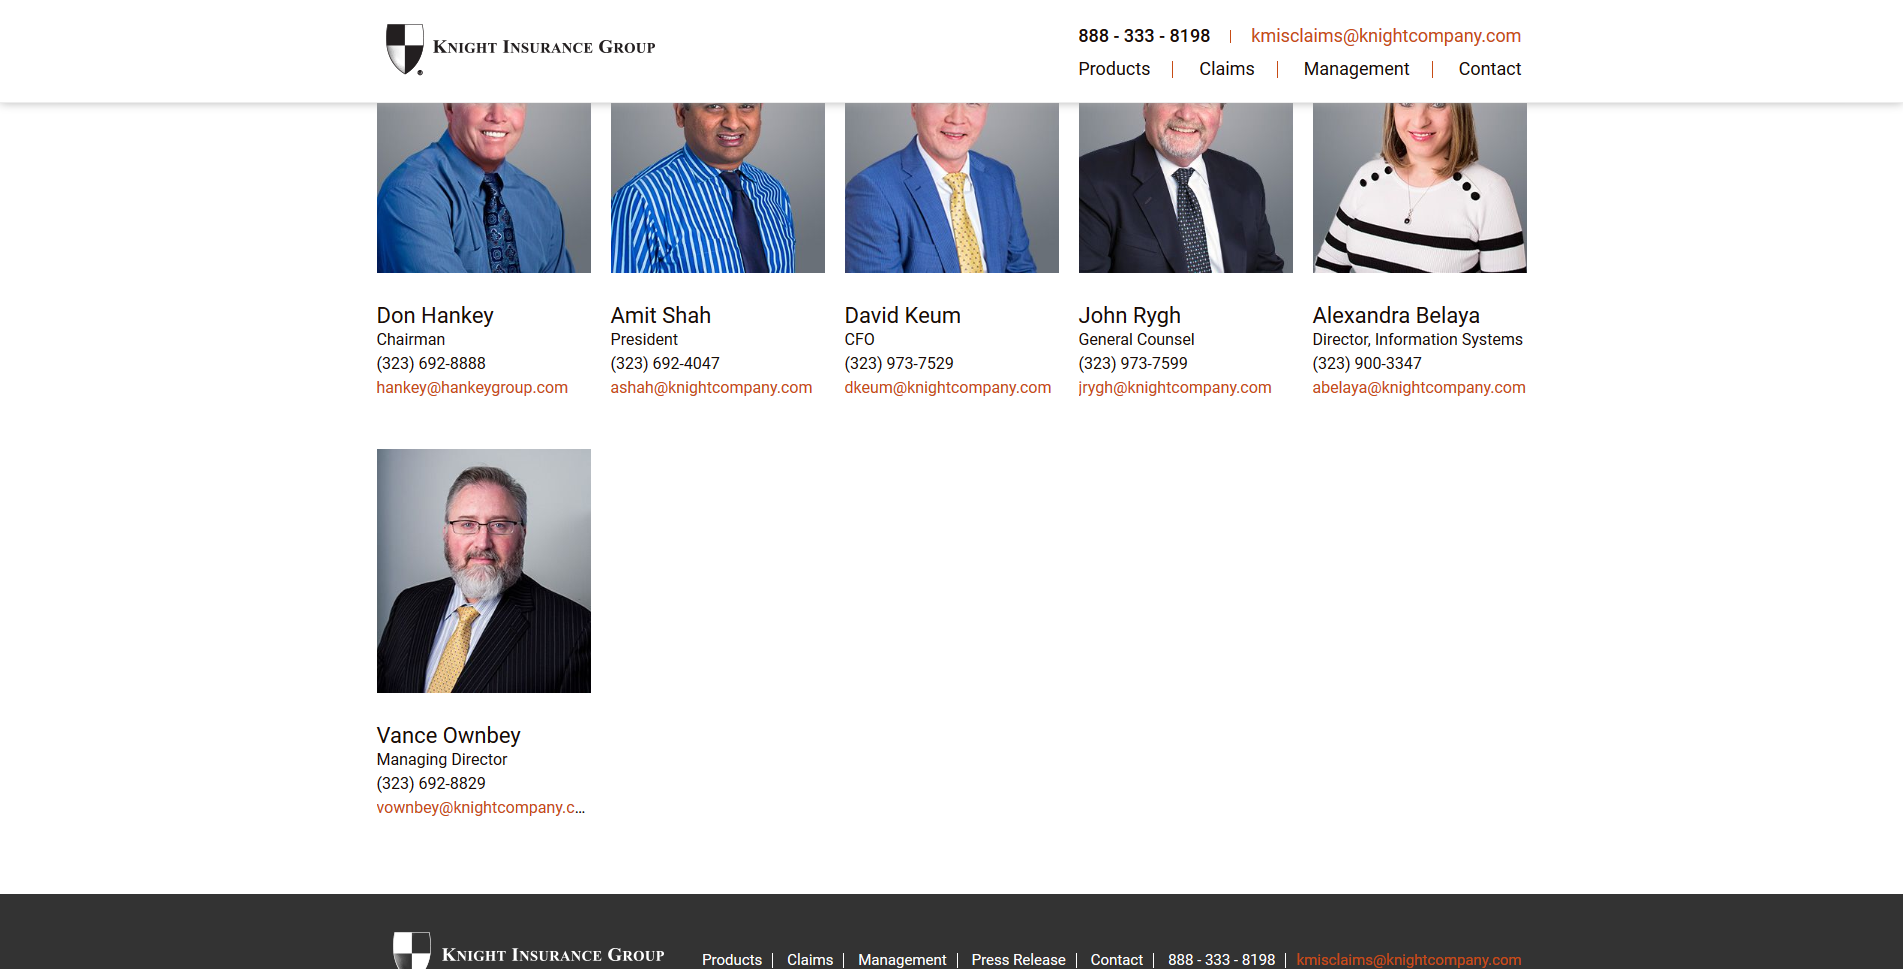 KNIGHT INSURANCE GROUP
888 - 333 - 8198 | kmisclaims@knightcompany.com
Products | Claims | Management | Contact
Don Hankey
Chairman
(323) 692-8888
hankey@hankeygroup.com
Amit Shah
President
(323) 692-4047
ashah@knightcompany.com
David Keum
CFO
(323) 973-7529
dkeum@knightcompany.com
John Rygh
General Counsel
(323) 973-7599
jrygh@knightcompany.com
Alexandra Belaya
Director, Information Systems
(323) 900-3347
abelaya@knightcompany.com
Vance Ownbey
Managing Director
(323) 692-8829
vownbey@knightcompany.c...
KNIGHT INSURANCE GROUP
Products | Claims | Management | Press Release | Contact | 888 - 333 - 8198 | kmisclaims@knightcompany.com